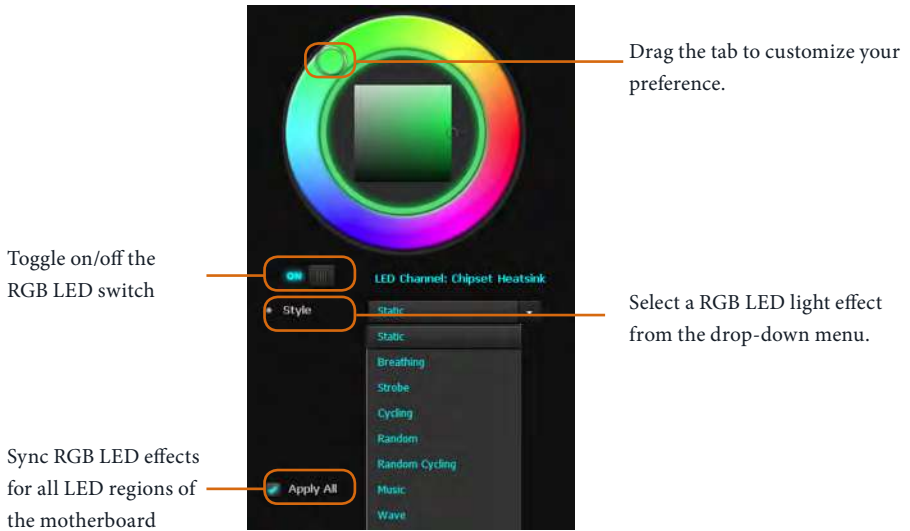 Drag the tab to customize your
preference.
Toggle on/off the
RGB LED switch
ON
LED Channel: Chipset Heatsink
Style
Static
Select a RGB LED light effect
from the drop-down menu.
Static
Breathing
Strobe
Cycling
Random
Random Cycling
Music
Wave
Sync RGB LED effects
for all LED regions of
the motherboard
Apply All